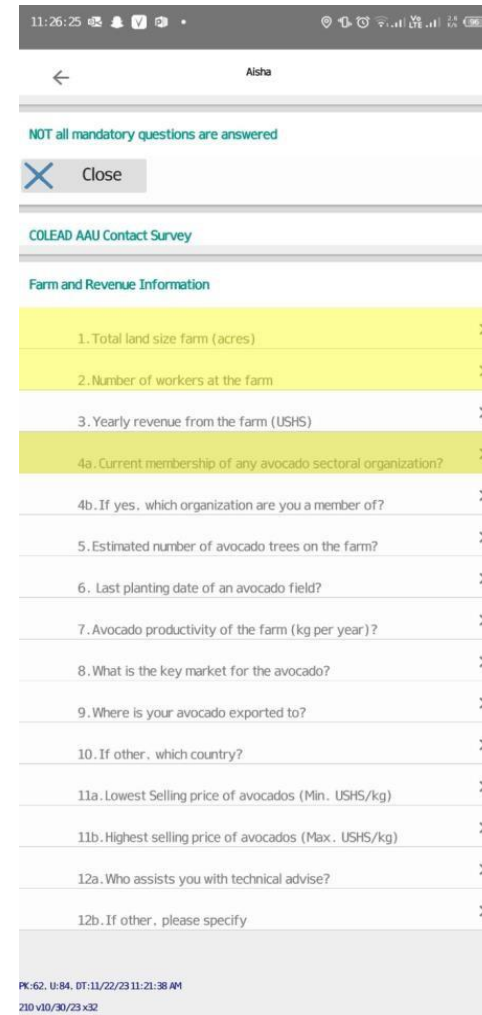 11:26:25
Aisha
NOT all mandatory questions are answered
Close
COLEAD AAU Contact Survey
Farm and Revenue Information
1.Total land size farm (acres)
2.Number of workers at the farm
3.Yearly revenue from the farm (USHS)
4a.Current membership of any avocado sectoral organization?
4b.If yes, which organization are you a member of?
5.Estimated number of avocado trees on the farm?
6. Last planting date of an avocado field?
7.Avocado productivity of the farm (kg per year)?
8.What is the key market for the avocado?
9.Where is your avocado exported to?
10.If other, which country?
11a.Lowest Selling price of avocados (Min. USHS/kg)
11b.Highest selling price of avocados (Max. USHS/kg)
12a.Who assists you with technical advise?
12b.If other, please specify
PK:62, U:84, DT:11/22/23 11:21:38 AM
210 v10/30/23 x32